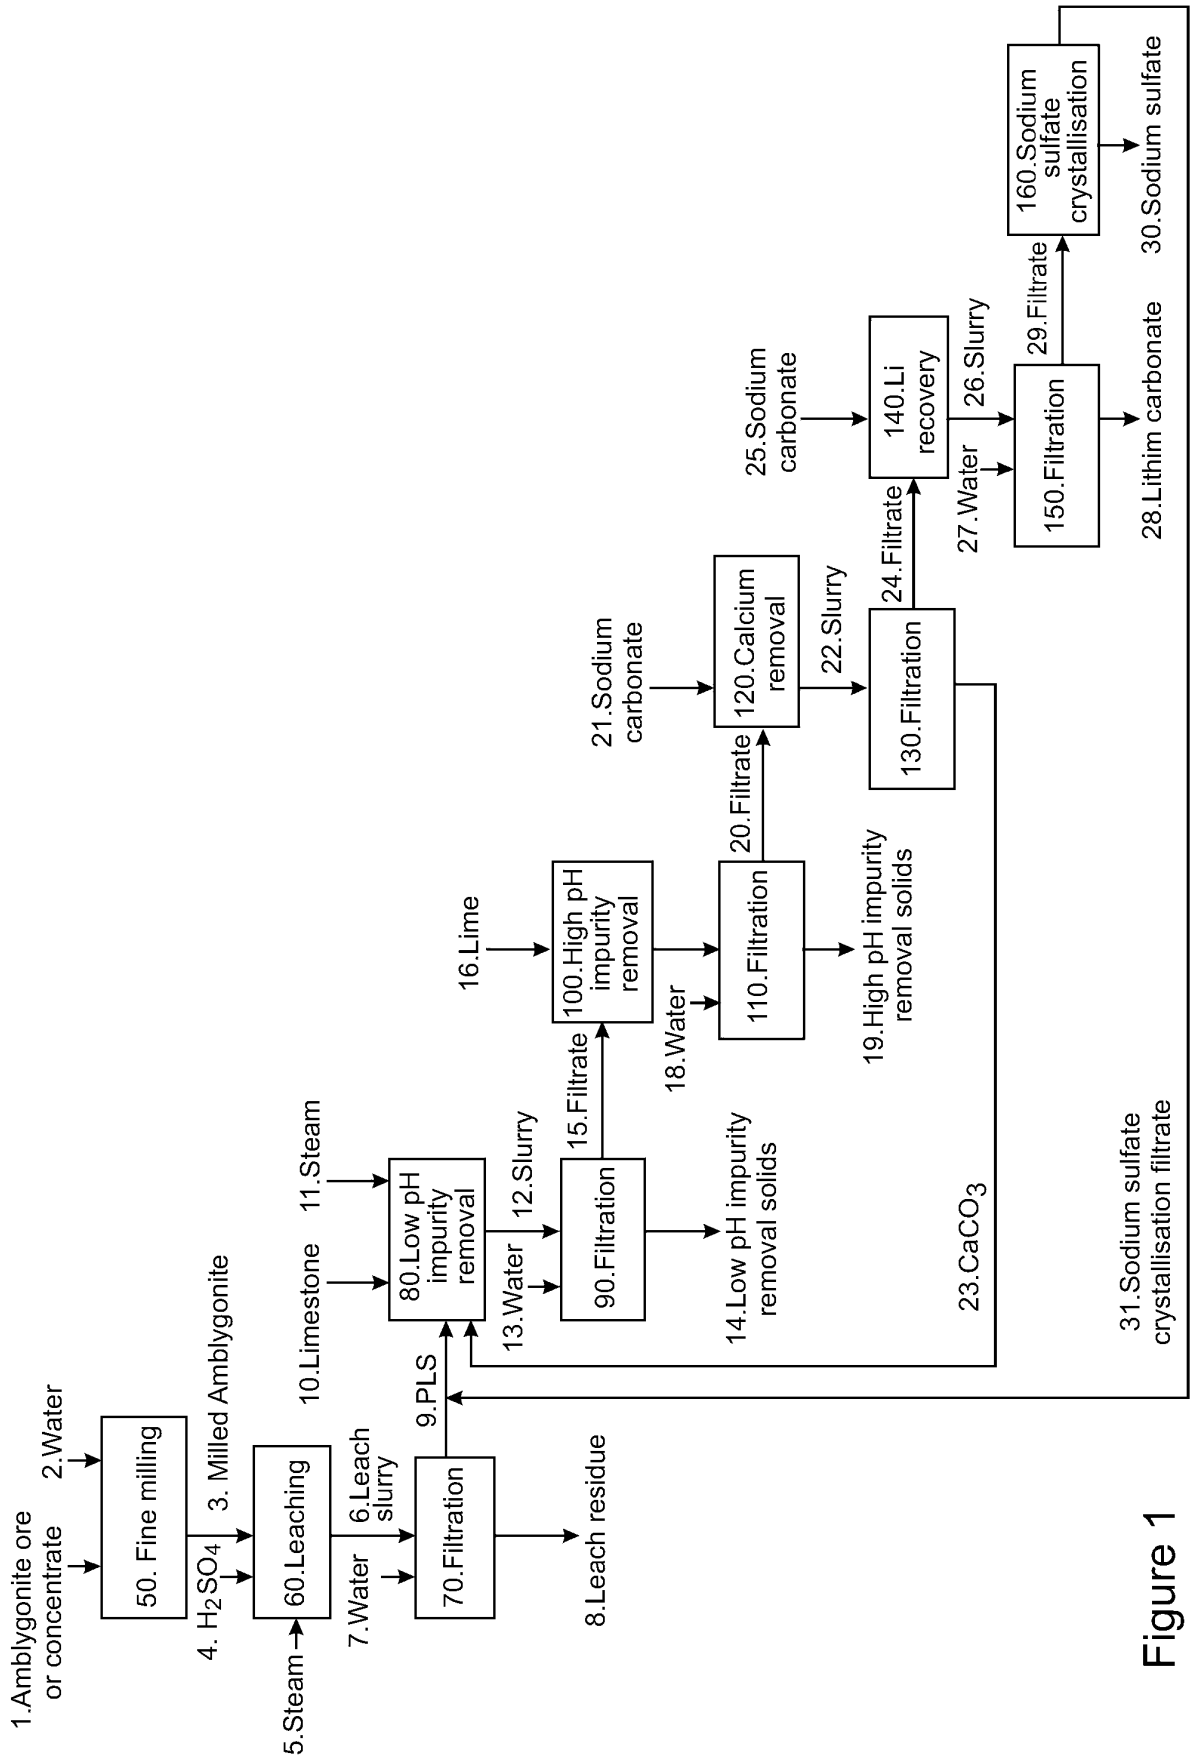 1.Amblygonite ore
or concentrate
2.Water
50. Fine milling
3. Milled Amblygonite
4. H2SO4
5.Steam
60.Leaching
6.Leach
slurry
7.Water
70.Filtration
8.Leach residue
9.PLS
10.Limestone
11.Steam
80.Low pH
impurity
removal
12.Slurry
13.Water
90.Filtration
14.Low pH impurity
removal solids
15.Filtrate
16.Lime
100.High pH
impurity
removal
18.Water
110.Filtration
19.High pH impurity
removal solids
20.Filtrate
21.Sodium
carbonate
120.Calcium
removal
22.Slurry
130.Filtration
23.CaCO3
24.Filtrate
25.Sodium
carbonate
140.Li
recovery
26.Slurry
27.Water
150.Filtration
28.Lithim carbonate
29.Filtrate
160.Sodium
sulfate
crystallisation
30.Sodium sulfate
31.Sodium sulfate
crystallisation filtrate
Figure 1